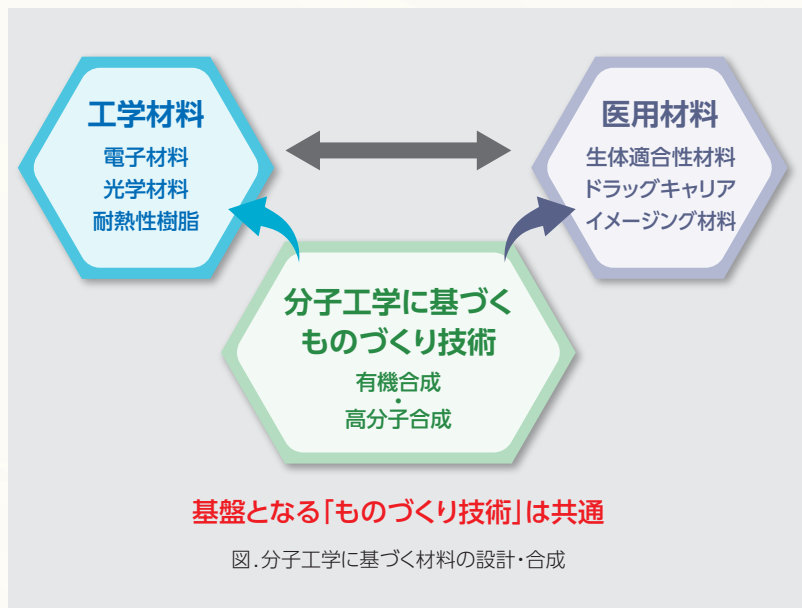 工学材料
電子材料
光学材料
耐熱性樹脂
医用材料
生体適合性材料
ドラッグキャリア
イメージング材料
分子工学に基づく
ものづくり技術
有機合成
・
高分子合成
基盤となる「ものづくり技術」は共通
図.分子工学に基づく材料の設計・合成